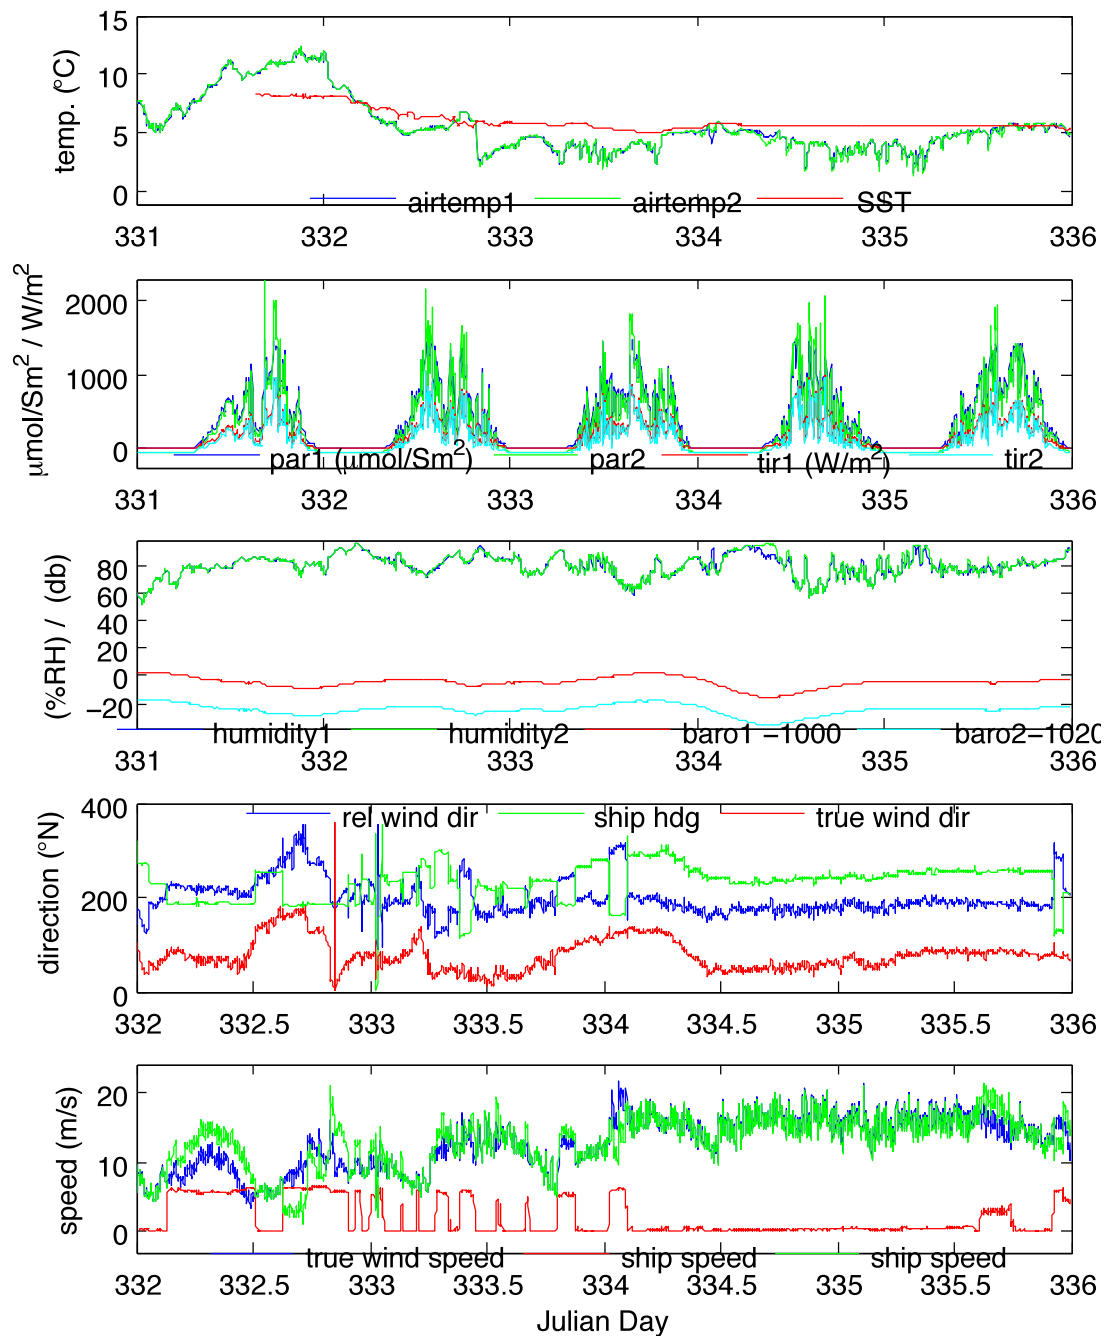 15
10
5
0
temp. (°C)
airtemp1 airtemp2 SST
331 332 333 334 335 336
2000
1000
0
μmol/Sm² / W/m²
par1 (μmol/Sm²) par2 tir1 (W/m²) tir2
331 332 333 334 335 336
80
60
40
20
0
−20
(%RH) / (db)
humidity1 humidity2 baro1 −1000 baro2−1020
331 332 333 334 335 336
400
200
0
direction (°N)
rel wind dir ship hdg true wind dir
332 332.5 333 333.5 334 334.5 335 335.5 336
20
10
0
speed (m/s)
true wind speed ship speed ship speed
332 332.5 333 333.5 334 334.5 335 335.5 336
Julian Day